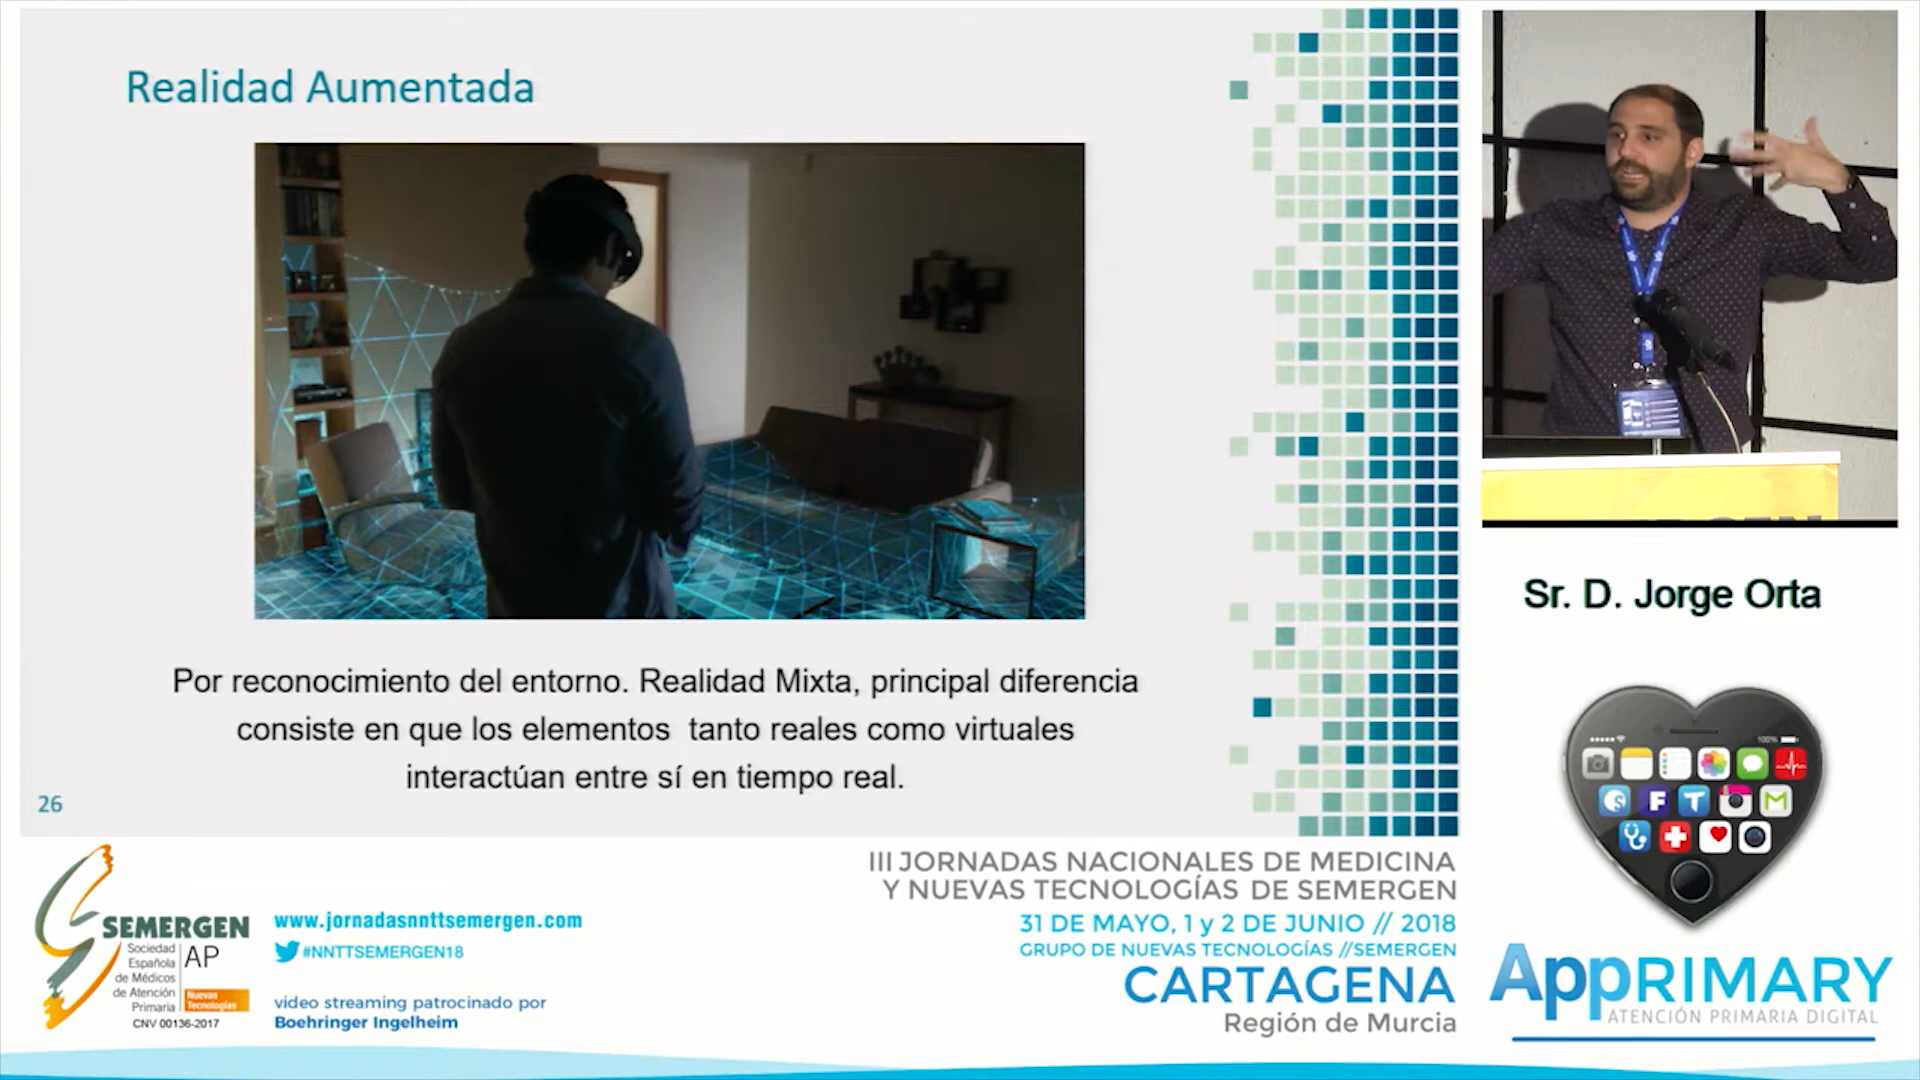 Realidad Aumentada
Por reconocimiento del entorno. Realidad Mixta, principal diferencia
consiste en que los elementos tanto reales como virtuales
interactúan entre sí en tiempo real.
26
Sr. D. Jorge Orta
100%
SEMERGEN
Sociedad
Española
de Médicos
de Atención
Primaria
AP
Nuevas
Tecnologías
CNV 00136-2017
www.jornadasnnttsemergen.com
#NNTTSEMERGEN18
video streaming patrocinado por
Boehringer Ingelheim
III JORNADAS NACIONALES DE MEDICINA
Y NUEVAS TECNOLOGÍAS DE SEMERGEN
31 DE MAYO, 1 y 2 DE JUNIO // 2018
GRUPO DE NUEVAS TECNOLOGÍAS //SEMERGEN
CARTAGENA
Región de Murcia
AppRIMARY
ATENCIÓN PRIMARIA DIGITAL